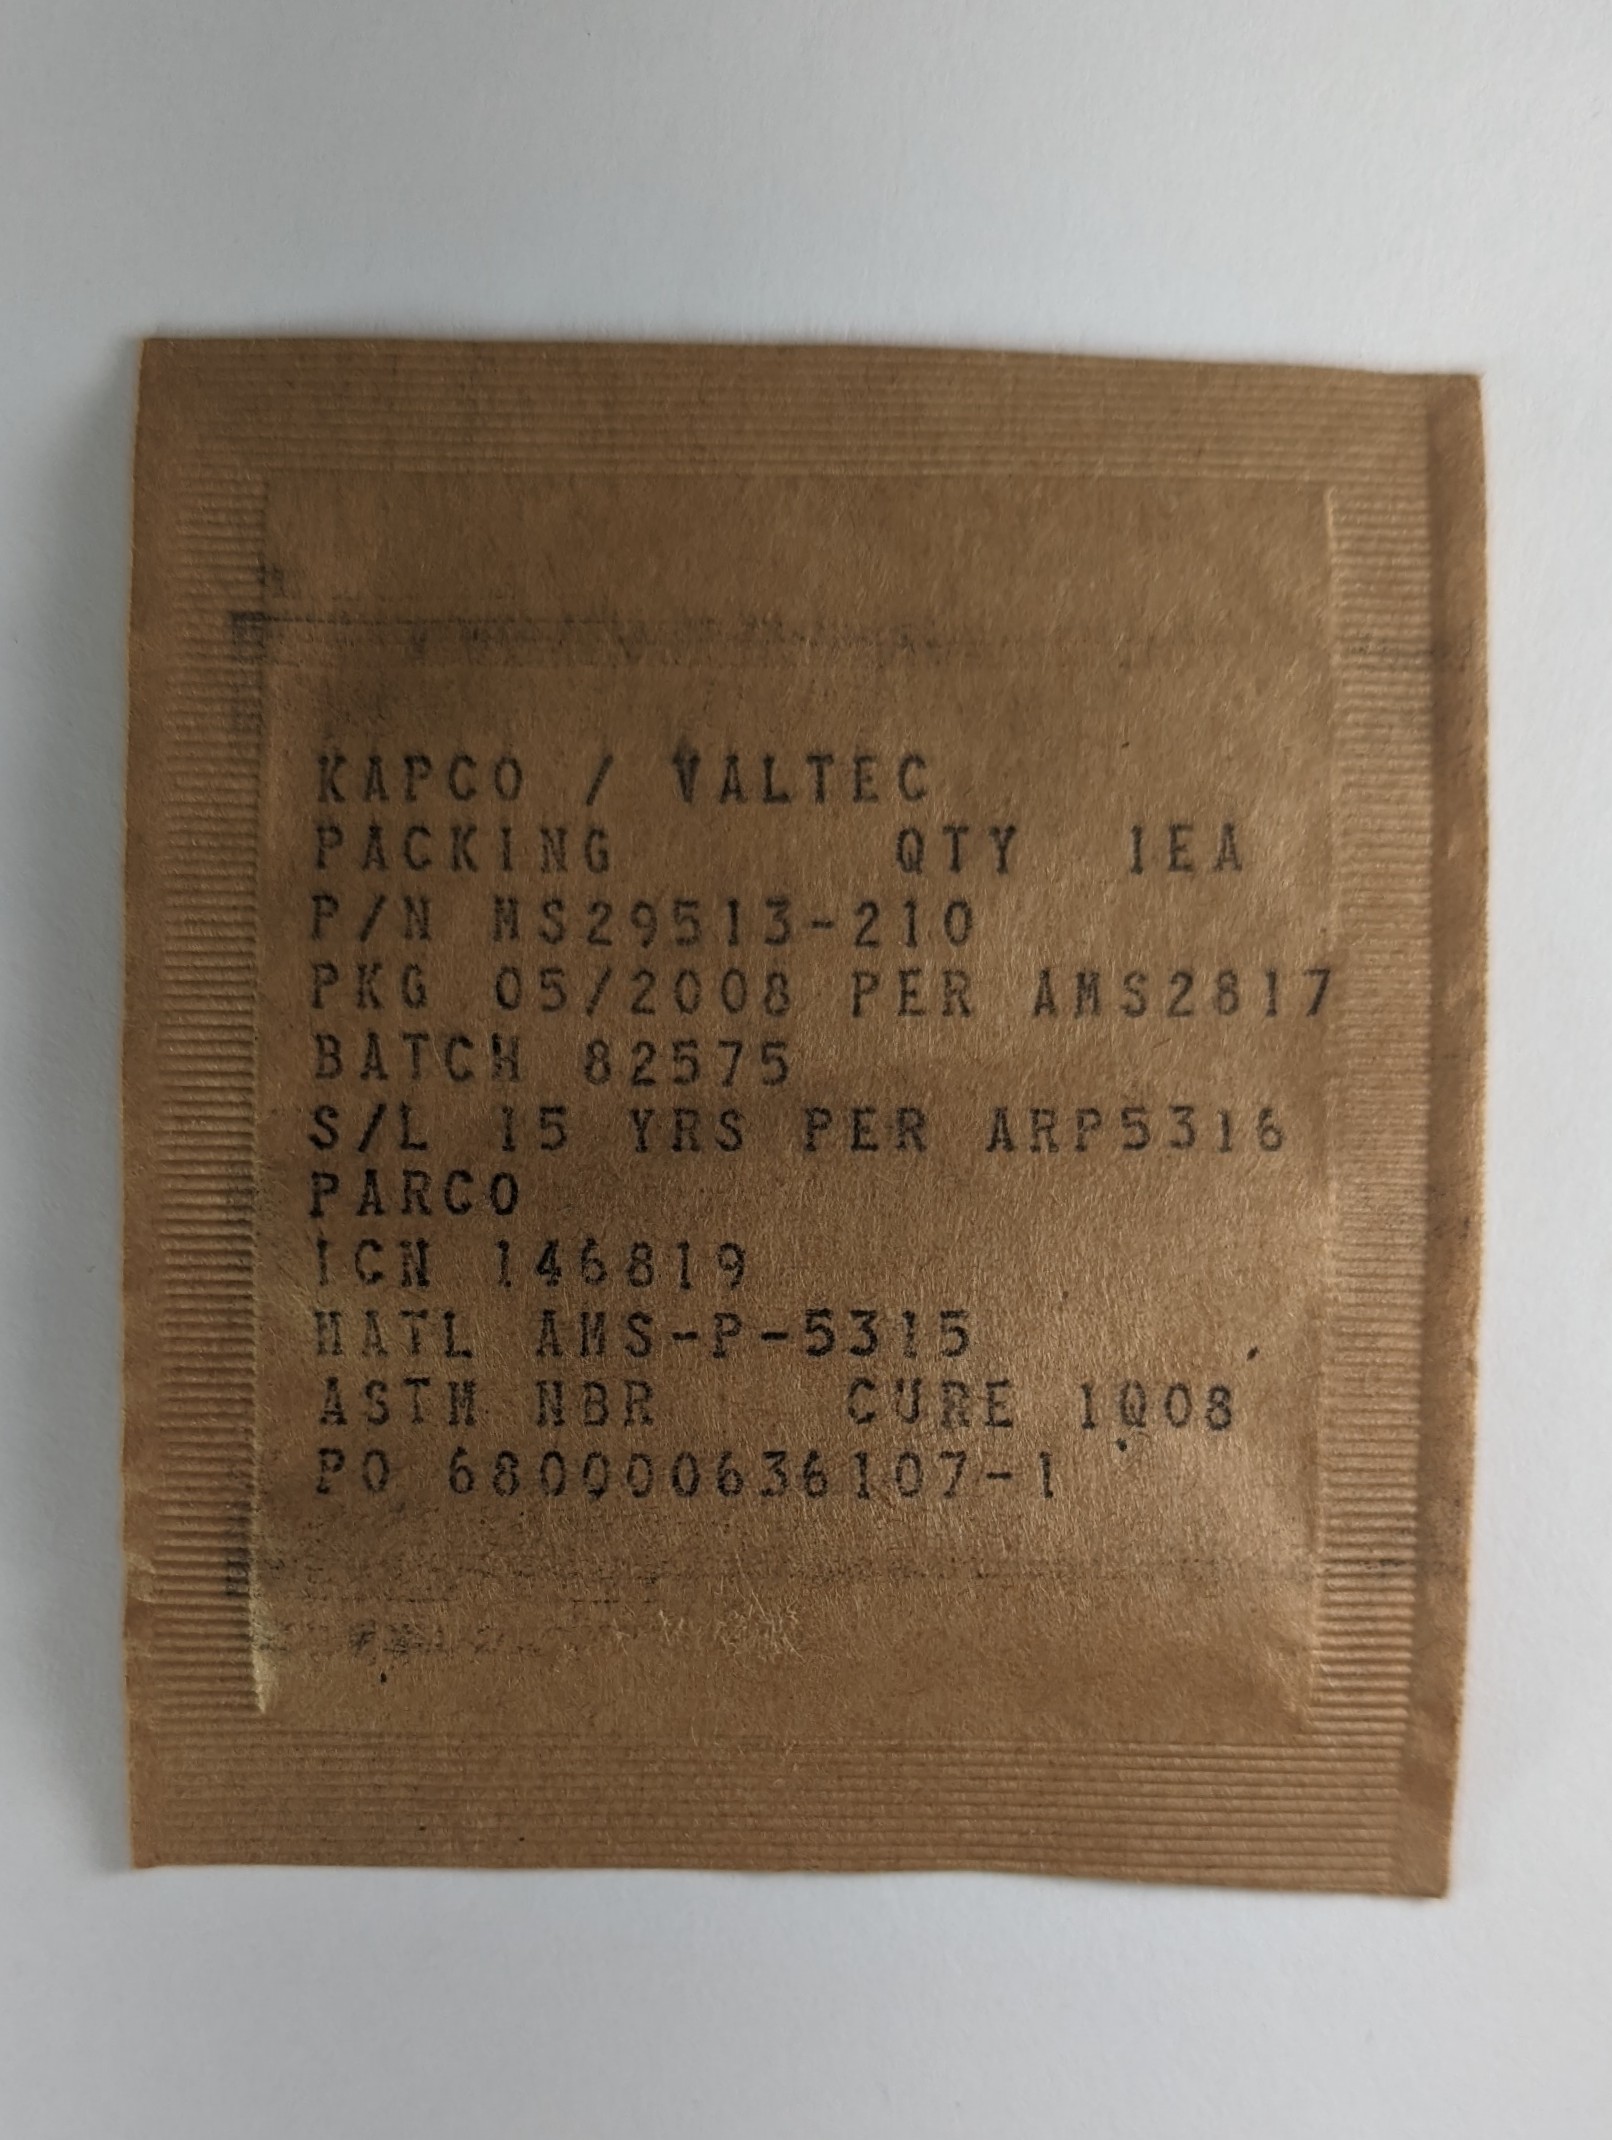 KAPCO / VALTEC
PACKING QTY 1EA
P/N MS29513-210
PKG 05/2008 PER AMS2817
BATCH 82575
S/L 15 YRS PER ARP5316
PARCO
ICN 146819
MATL AMS-P-5315
ASTM NBR CURE 1Q08
PO 680000636107-1